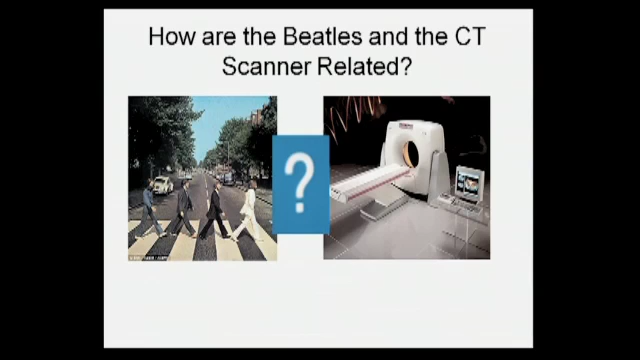 How are the Beatles and the CT
Scanner Related?
?